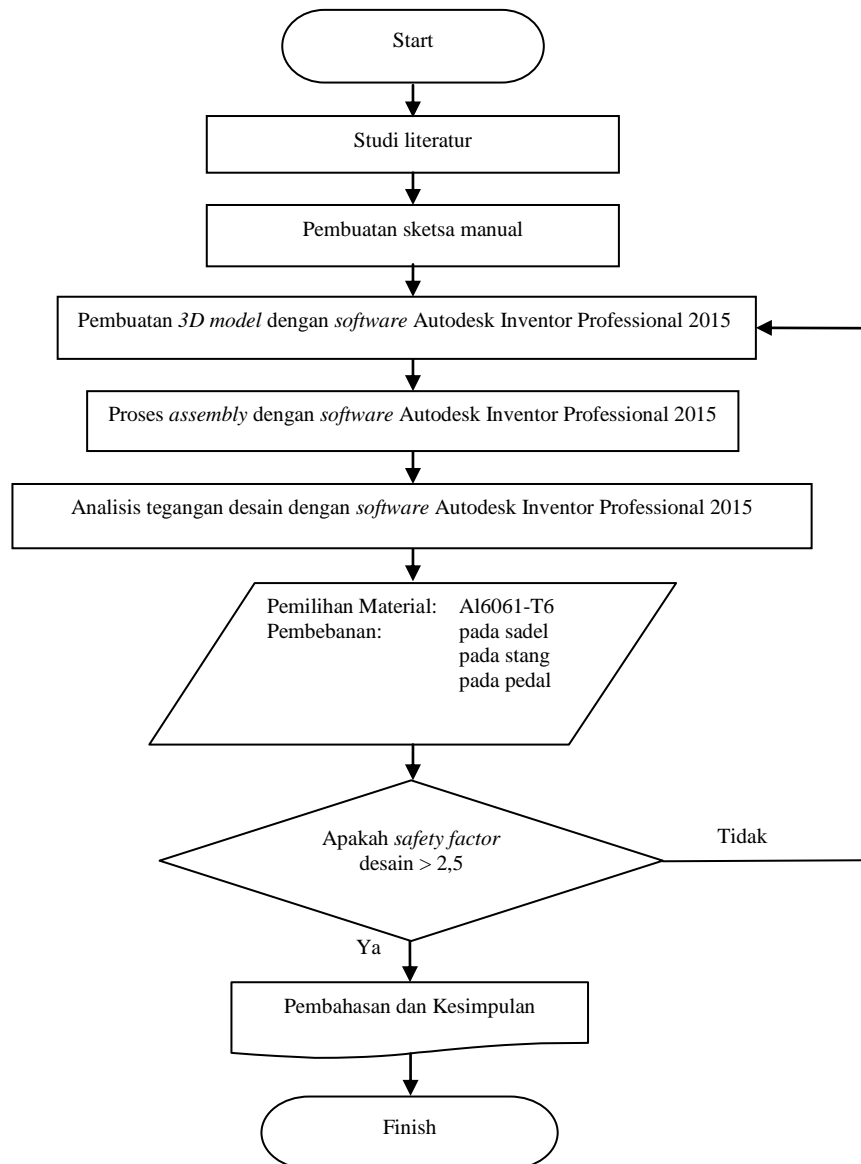 Start
Studi literatur
Pembuatan sketsa manual
Pembuatan 3D model dengan software Autodesk Inventor Professional 2015
Proses assembly dengan software Autodesk Inventor Professional 2015
Analisis tegangan desain dengan software Autodesk Inventor Professional 2015
Pemilihan Material: Al6061-T6
Pembebanan: pada sadel
pada stang
pada pedal
Apakah safety factor
desain > 2,5
Tidak
Ya
Pembahasan dan Kesimpulan
Finish